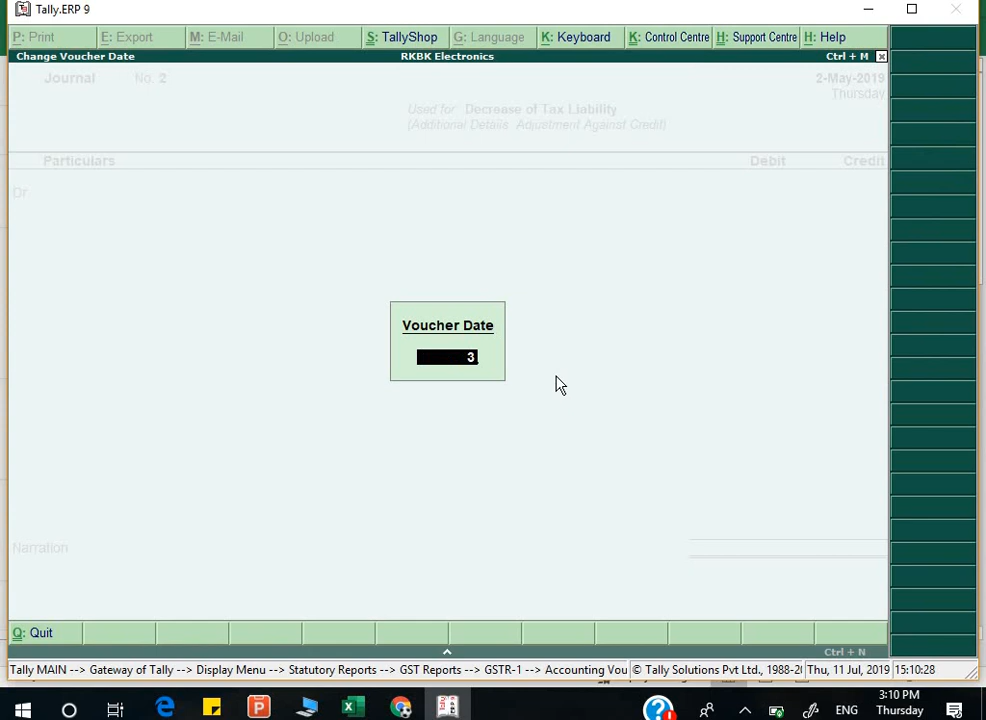 Tally.ERP 9
P: Print E: Export M: E-Mail O: Upload S: TallyShop G: Language K: Keyboard K: Control Centre H: Support Centre H: Help
Change Voucher Date RKBK Electronics Ctrl + M
Journal No. 2 2-May-2019
Thursday
Used for: Decrease of Tax Liability
(Additional Details: Adjustment Against Credit)
Particulars Debit Credit
Dr
Voucher Date
3
Narration
Q: Quit
Ctrl + N
Tally MAIN --> Gateway of Tally --> Display Menu --> Statutory Reports --> GST Reports --> GSTR-1 --> Accounting Vou © Tally Solutions Pvt Ltd., 1988-20 Thu, 11 Jul, 2019 15:10:28
3:10 PM
ENG
Thursday